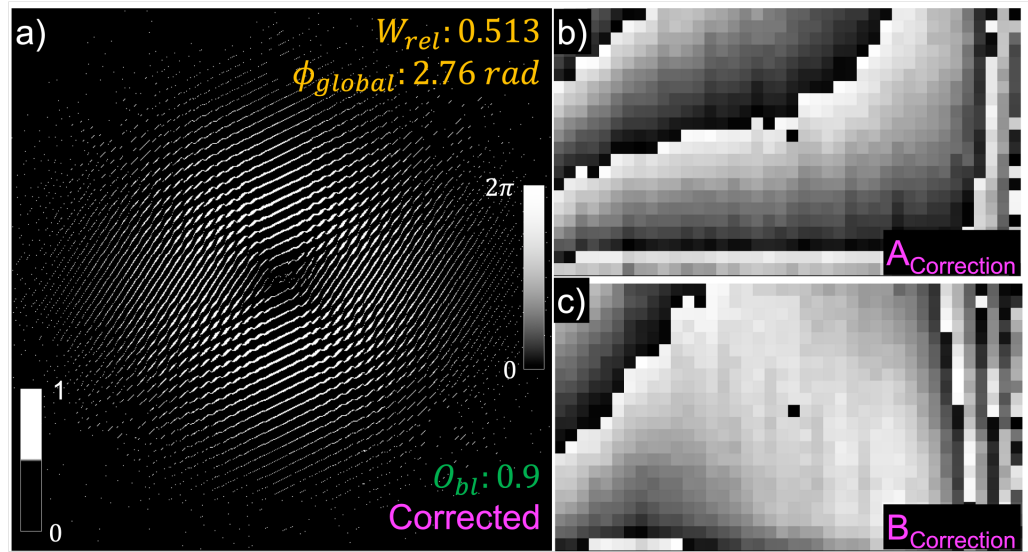 a)
W_rel: 0.513
ϕ_global: 2.76 rad
2π
0
1
0
O_bl: 0.9
Corrected
b)
A_Correction
c)
B_Correction